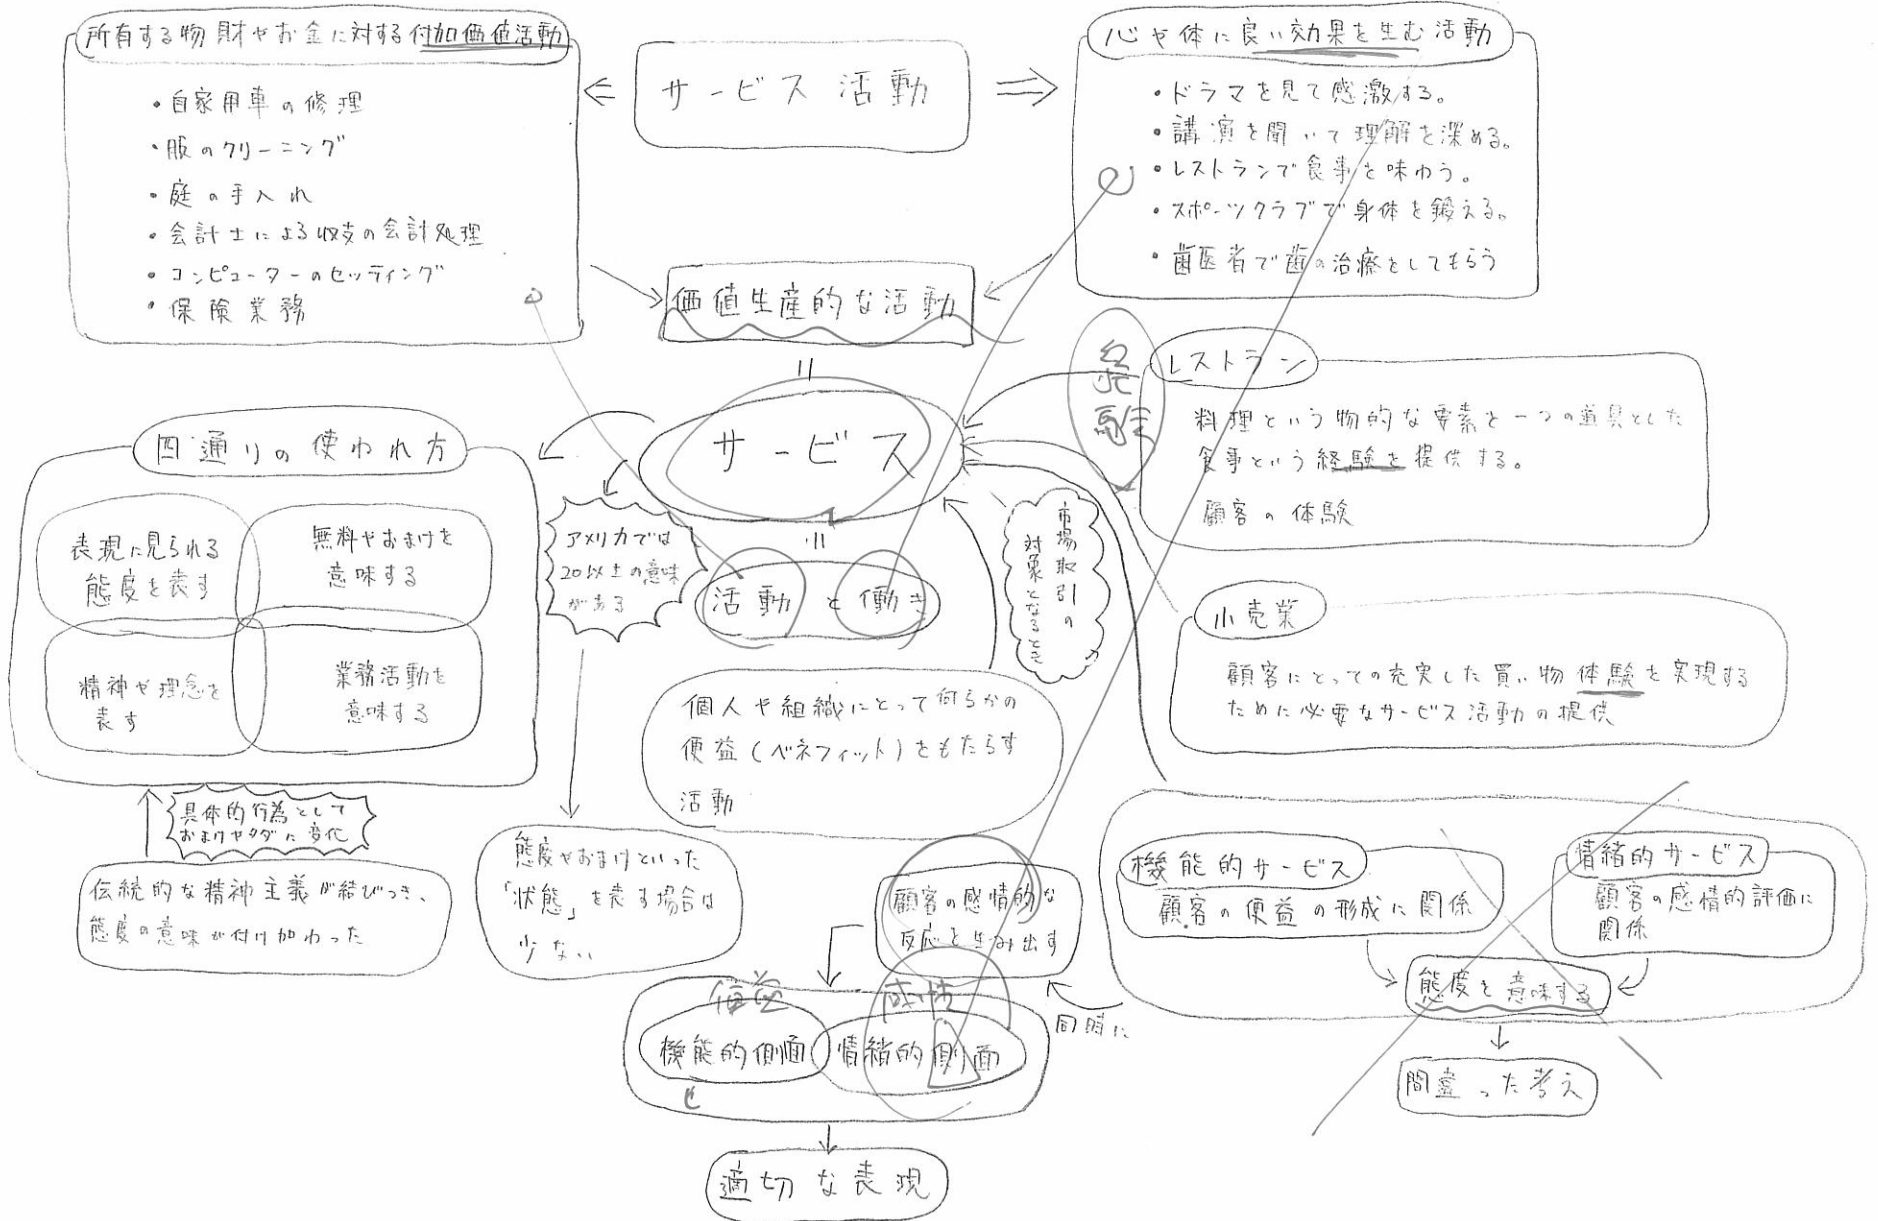 所有する物財やお金に対する付加価値活動
・自家用車の修理
・服のクリーニング
・庭の手入れ
・会計士による収支の会計処理
・コンピューターのセッティング
・保険業務
サービス活動
心や体に良い効果を生む活動
・ドラマを見て感激する。
・講演を聞いて理解を深める。
・レストランで食事を味わう。
・スポーツクラブで身体を鍛える。
・歯医者で歯の治療をしてもらう
価値生産的な活動
サービス
活動と働き
経験
レストラン
料理という物的な要素を一つの道具とした
食事という経験を提供する。
顧客の体験
四通りの使われ方
表現に見られる
態度を表す
無料やおまけを
意味する
精神や理念を
表す
業務活動を
意味する
アメリカでは
20以上の意味
がある
市場取引の
対象となるとき
小売業
顧客にとっての充実した買い物体験を実現する
ために必要なサービス活動の提供
個人や組織にとって何らかの
便益(ベネフィット)をもたらす
活動
具体的行為として
おまけやタダに変化
伝統的な精神主義が結びつき、
態度の意味が付け加わった
態度やおまけといった
「状態」を表す場合は
少ない
顧客の感情的な
反応を生み出す
機能的サービス
顧客の便益の形成に関係
情緒的サービス
顧客の感情的評価に
関係
態度を意味する
間違った考え
同時に
便益
感性
機能的側面
情緒的側面
適切な表現